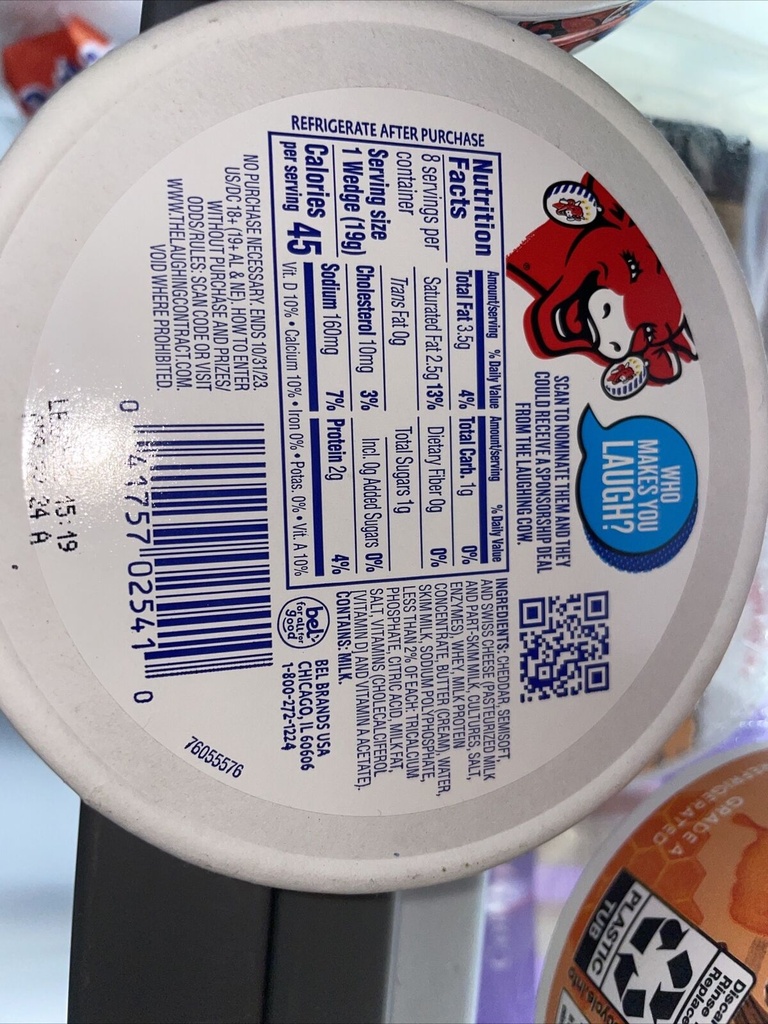 REFRIGERATE AFTER PURCHASE
Nutrition
Facts
8 servings per
container
Serving size
1 Wedge (19g)
Calories
per serving
45
Amount/serving % Daily Value
Total Fat 3.5g 4%
Saturated Fat 2.5g 13%
Trans Fat 0g
Cholesterol 10mg 3%
Sodium 160mg 7%
Amount/serving % Daily Value
Total Carb. 1g 0%
Dietary Fiber 0g 0%
Total Sugars 1g
Incl. 0g Added Sugars 0%
Protein 2g 4%
Vit. D 10% • Calcium 10% • Iron 0% • Potas. 0% • Vit. A 10%
NO PURCHASE NECESSARY. ENDS 10/31/23.
US/DC 18+ (19+ AL & NE). HOW TO ENTER
WITHOUT PURCHASE AND PRIZES/
ODDS/RULES: SCAN CODE OR VISIT
WWW.THELAUGHINGCONTRACT.COM.
VOID WHERE PROHIBITED.
WHO
MAKES YOU
LAUGH?
SCAN TO NOMINATE THEM AND THEY
COULD RECEIVE A SPONSORSHIP DEAL
FROM THE LAUGHING COW.
INGREDIENTS: CHEDDAR, SEMISOFT
AND SWISS CHEESE (PASTEURIZED MILK
AND PART-SKIM MILK, CULTURES, SALT,
ENZYMES), WHEY, MILK PROTEIN
CONCENTRATE, BUTTER (CREAM), WATER,
SKIM MILK, SODIUM POLYPHOSPHATE,
LESS THAN 2% OF EACH: TRICALCIUM
PHOSPHATE, CITRIC ACID, MILK FAT,
SALT, VITAMINS (CHOLECALCIFEROL
[VITAMIN D] AND VITAMIN A ACETATE).
CONTAINS: MILK.
bel
for all for
good
BEL BRANDS USA
CHICAGO, IL 60606
1-800-272-1224
0 41757 02541 0
76055576
15:19
24 A
GRADE A
REFRIGERATED
PLASTIC
TUB
Rinse